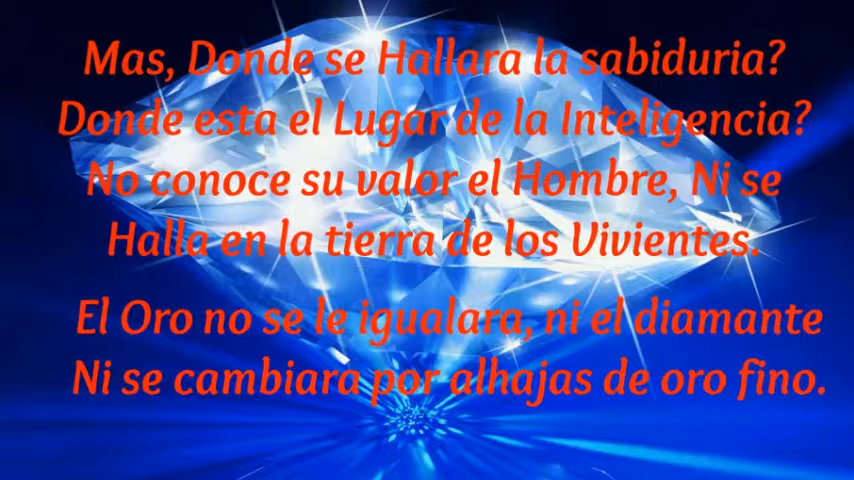 Mas, Donde se Hallara la sabiduria?
Donde esta el Lugar de la Inteligencia?
No conoce su valor el Hombre, Ni se
Halla en la tierra de los Vivientes.
El Oro no se le igualara, ni el diamante
Ni se cambiara por alhajas de oro fino.